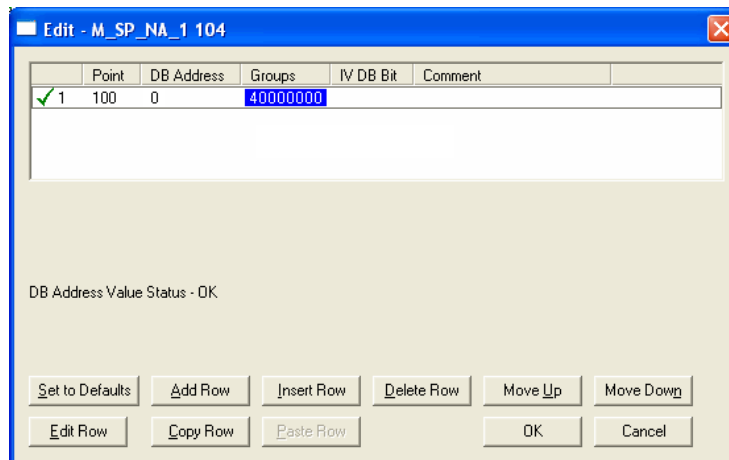 Edit - M_SP_NA_1 104
Point DB Address Groups IV DB Bit Comment
1 100 0 40000000
DB Address Value Status - OK
Set to Defaults Add Row Insert Row Delete Row Move Up Move Down
Edit Row Copy Row Paste Row OK Cancel